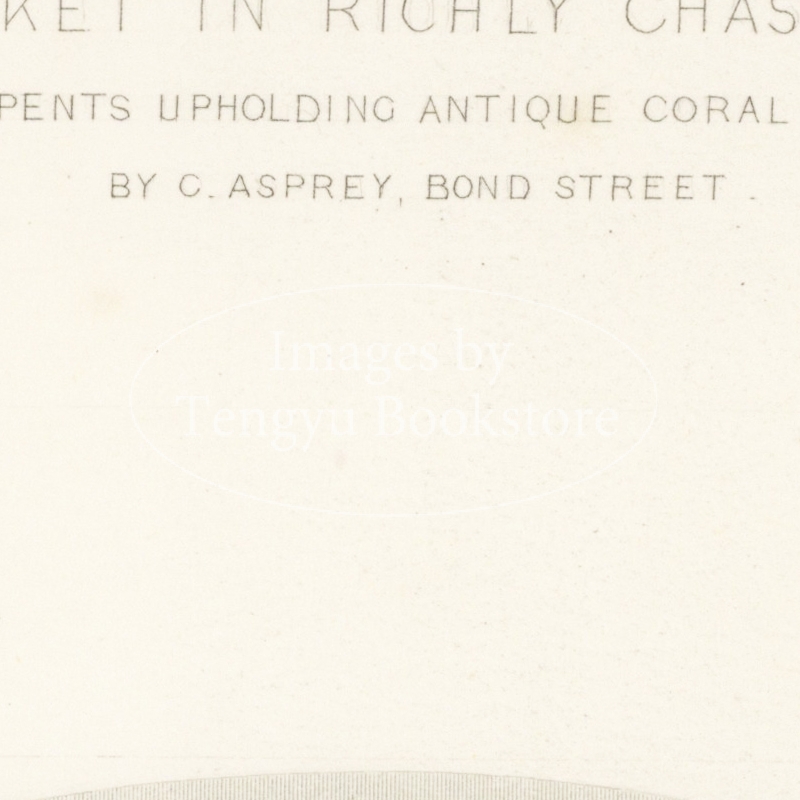 KET IN RICHLY CHAS
PENTS UPHOLDING ANTIQUE CORAL
BY C. ASPREY, BOND STREET.
Images by
Tengyu Bookstore